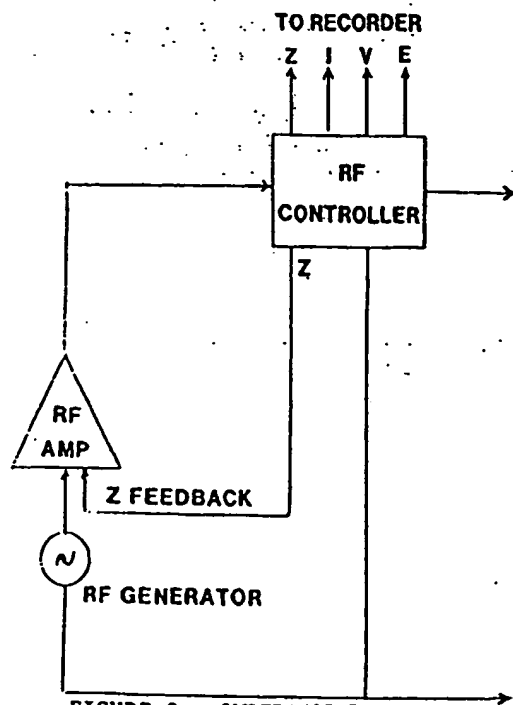 TO RECORDER
Z I V E
RF
CONTROLLER
Z
RF
AMP
Z FEEDBACK
RF GENERATOR